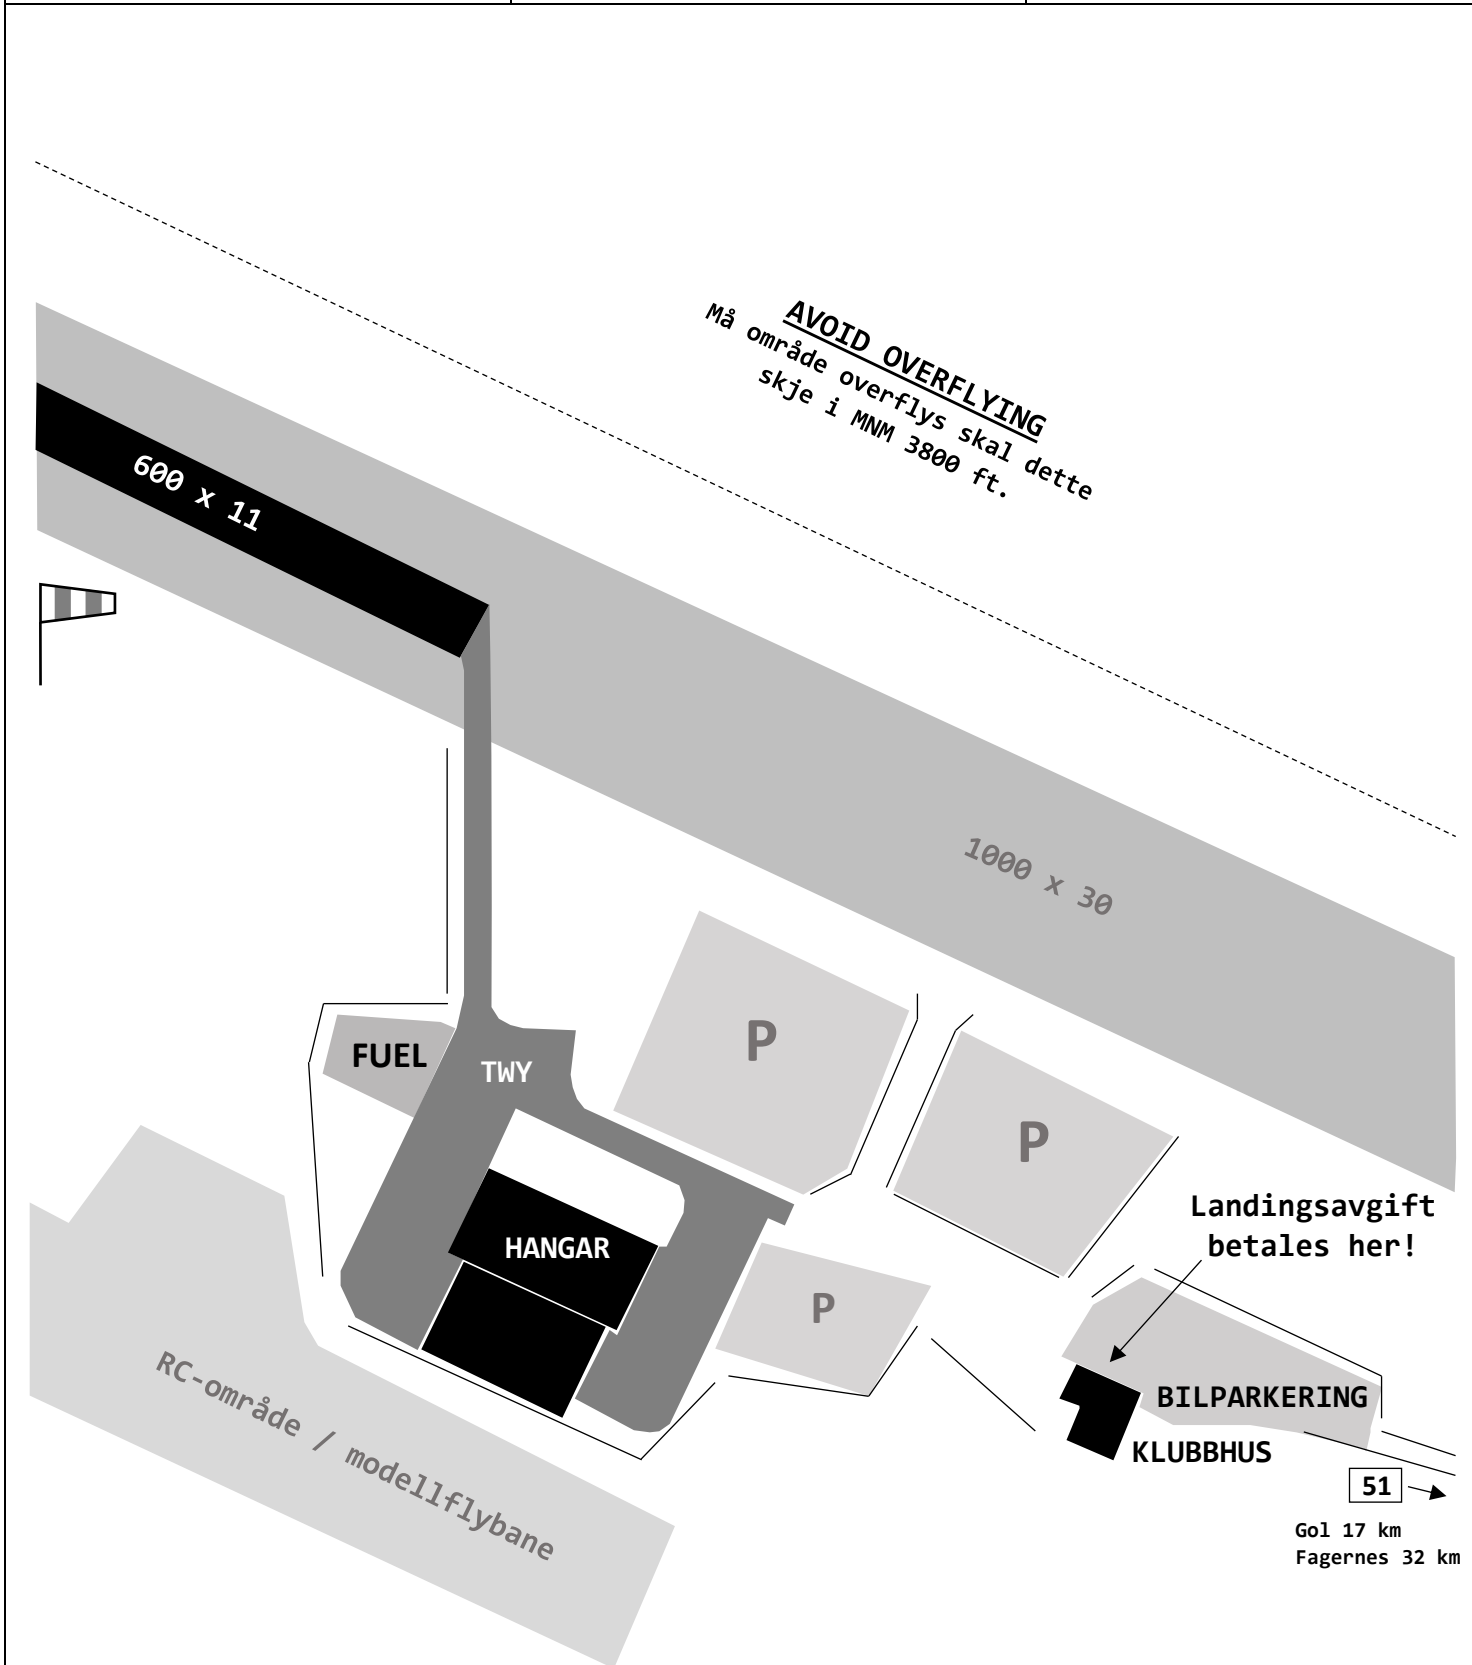 AVOID OVERFLYING
Må område overflys skal dette
skje i MNM 3800 ft.
600 x 11
1000 x 30
P
FUEL
TWY
P
Landingsavgift
betales her!
HANGAR
P
RC-område / modellflybane
BILPARKERING
KLUBBHUS
51
Gol 17 km
Fagernes 32 km